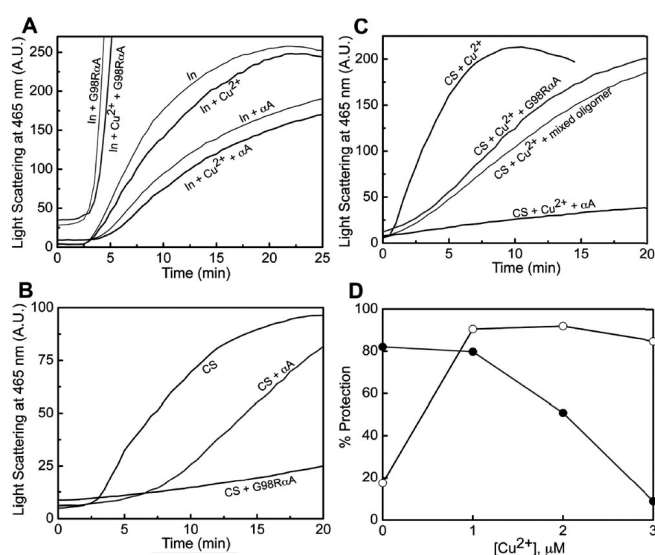 A
Light Scattering at 465 nm (A.U.)
250
200
150
100
50
25
0
In + G98RαA
In + Cu²⁺ + G98RαA
In
In + Cu²⁺
In + αA
In + Cu²⁺ + αA
0 5 10 15 20 25
Time (min)
C
Light Scattering at 465 nm (A.U.)
200
150
100
50
0
CS + Cu²⁺
CS + Cu²⁺ + G98RαA
CS + Cu²⁺ + mixed oligomer
CS + Cu²⁺ + αA
0 5 10 15 20
Time (min)
B
Light Scattering at 465 nm (A.U.)
100
75
50
25
0
CS
CS + αA
CS + G98RαA
0 5 10 15 20
Time (min)
D
% Protection
100
80
60
40
20
0
0 1 2 3
[Cu²⁺], μM